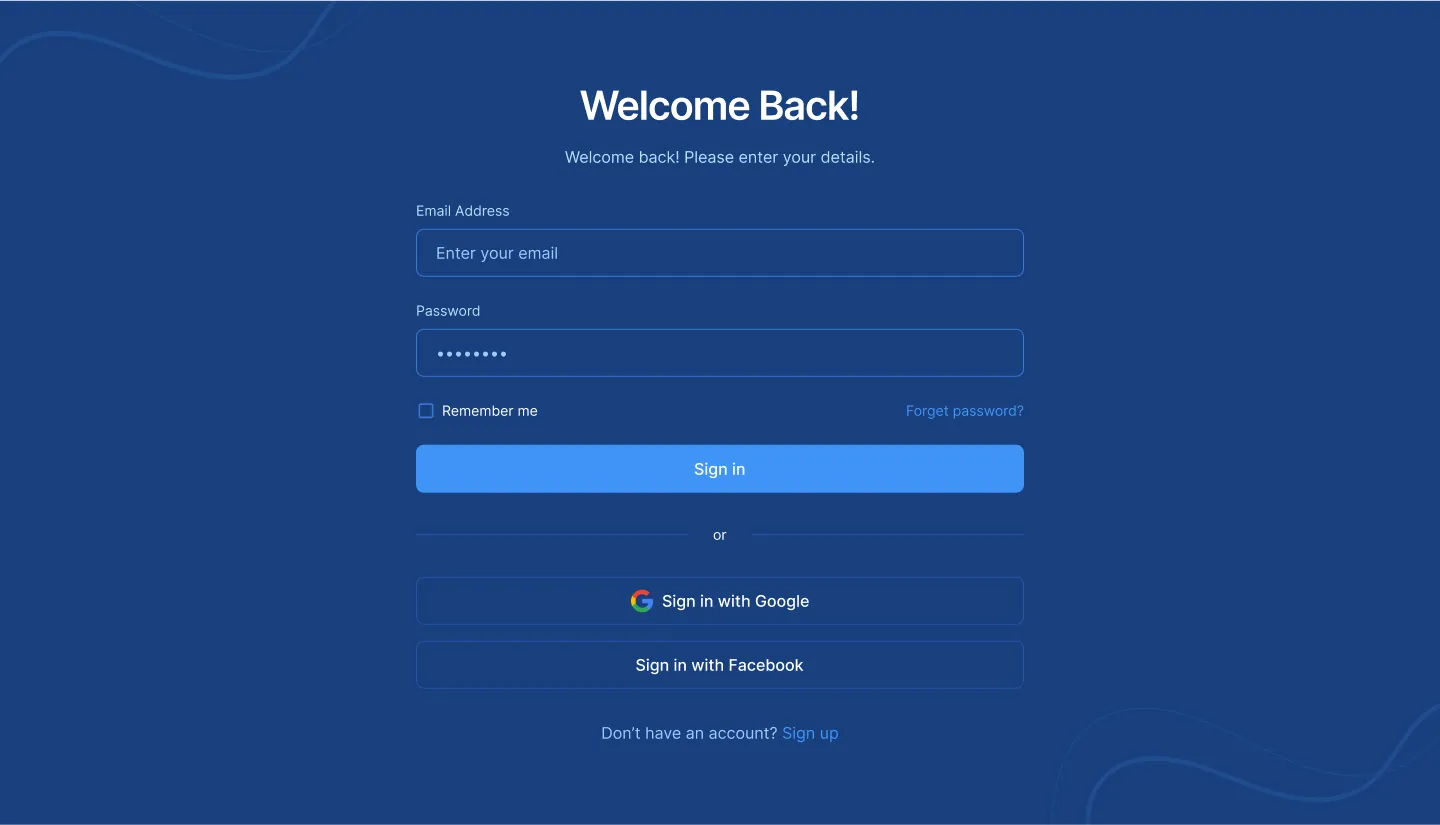 Welcome Back!
Welcome back! Please enter your details.
Email Address
Enter your email
Password
••••••••
Remember me
Forget password?
Sign in
or
Sign in with Google
Sign in with Facebook
Don’t have an account? Sign up